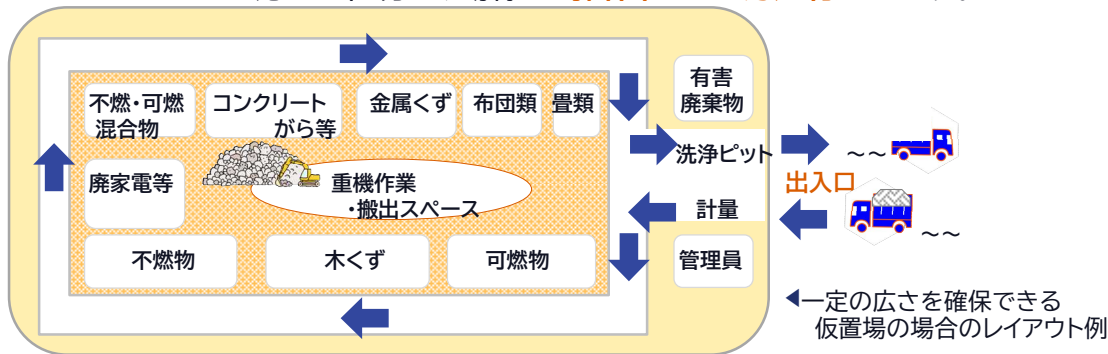 不燃・可燃
混合物
コンクリート
がら等
金属くず
布団類
畳類
有害
廃棄物
洗浄ピット
出入口
廃家電等
重機作業
・搬出スペース
計量
不燃物
木くず
可燃物
管理員
◀一定の広さを確保できる
仮置場の場合のレイアウト例